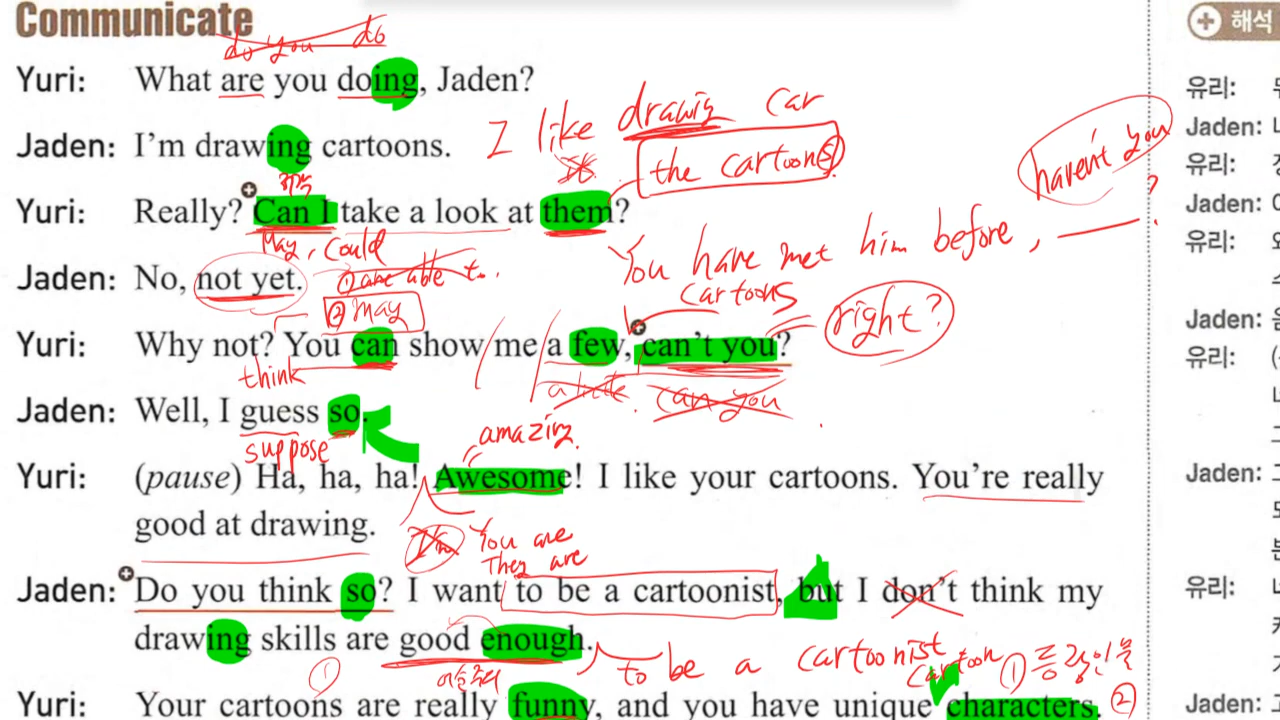 Communicate
+ 해석
do you do
Yuri: What are you doing, Jaden?
유리:
I like drawing car
Jaden: I'm drawing cartoons.
Jaden:
the cartoons
haven't you
유리:
Yuri: Really? Can I take a look at them?
Jaden:
May, could
You have met him before, ?
유리:
Jaden: No, not yet.
① are able to
cartoons
② may
right?
Jaden:
Yuri: Why not? You can show me a few, can't you?
유리:
think
a little
can you
Jaden: Well, I guess so.
suppose
amazing
Yuri: (pause) Ha, ha, ha! Awesome! I like your cartoons. You're really
Jaden:
good at drawing.
You are
They are
Jaden: Do you think so? I want to be a cartoonist, but I don't think my
유리:
drawing skills are good enough.
to be a cartoonist
cartoon ① 등장인물
①
Yuri: Your cartoons are really funny, and you have unique characters. ②
Jaden: